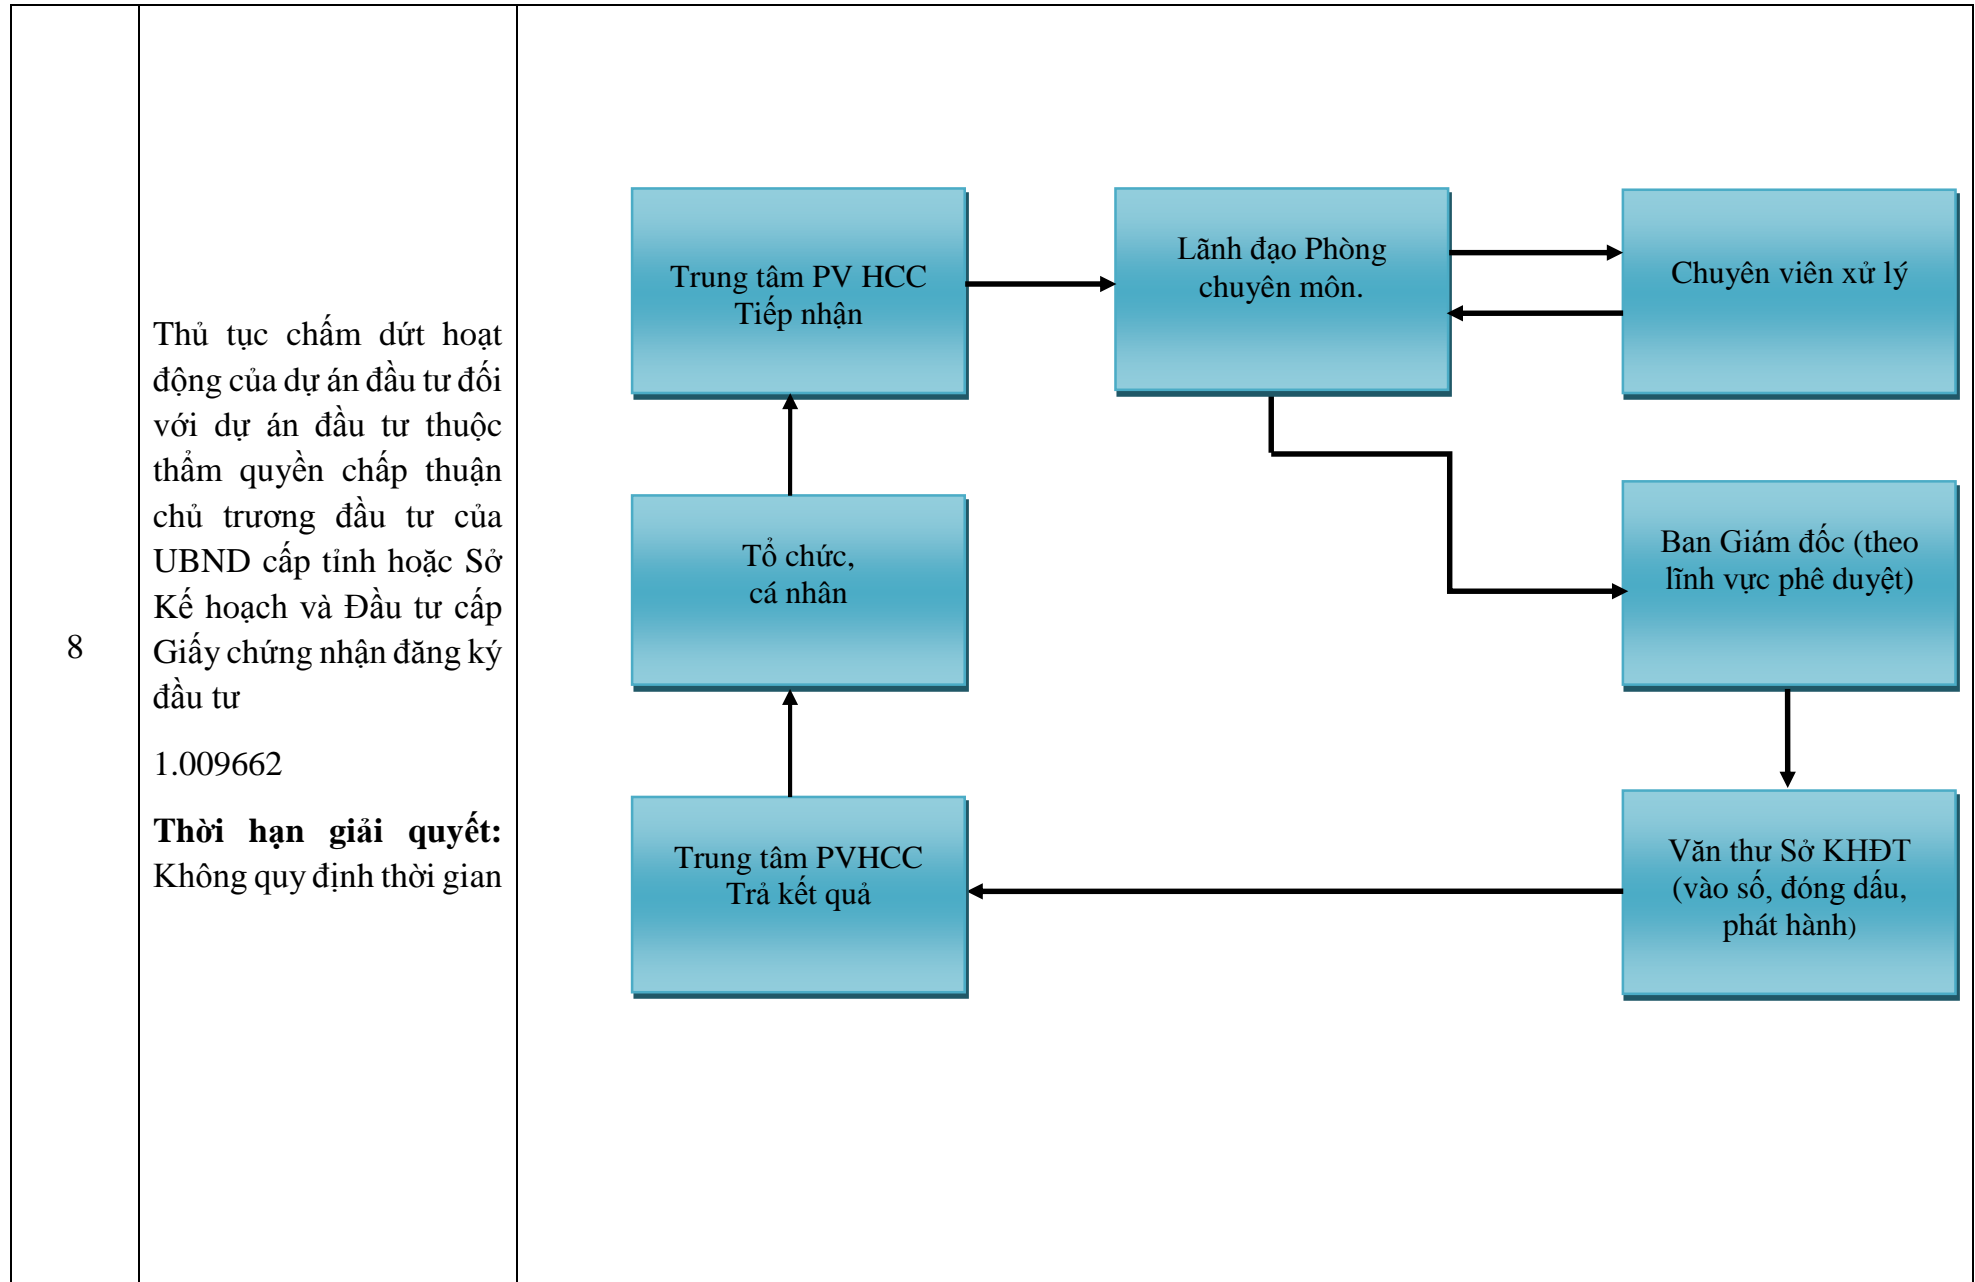 8
Thủ tục chấm dứt hoạt
động của dự án đầu tư đối
với dự án đầu tư thuộc
thẩm quyền chấp thuận
chủ trương đầu tư của
UBND cấp tỉnh hoặc Sở
Kế hoạch và Đầu tư cấp
Giấy chứng nhận đăng ký
đầu tư
1.009662
Thời hạn giải quyết:
Không quy định thời gian
Trung tâm PV HCC
Tiếp nhận
Lãnh đạo Phòng
chuyên môn.
Chuyên viên xử lý
Tổ chức,
cá nhân
Ban Giám đốc (theo
lĩnh vực phê duyệt)
Trung tâm PVHCC
Trả kết quả
Văn thư Sở KHĐT
(vào số, đóng dấu,
phát hành)